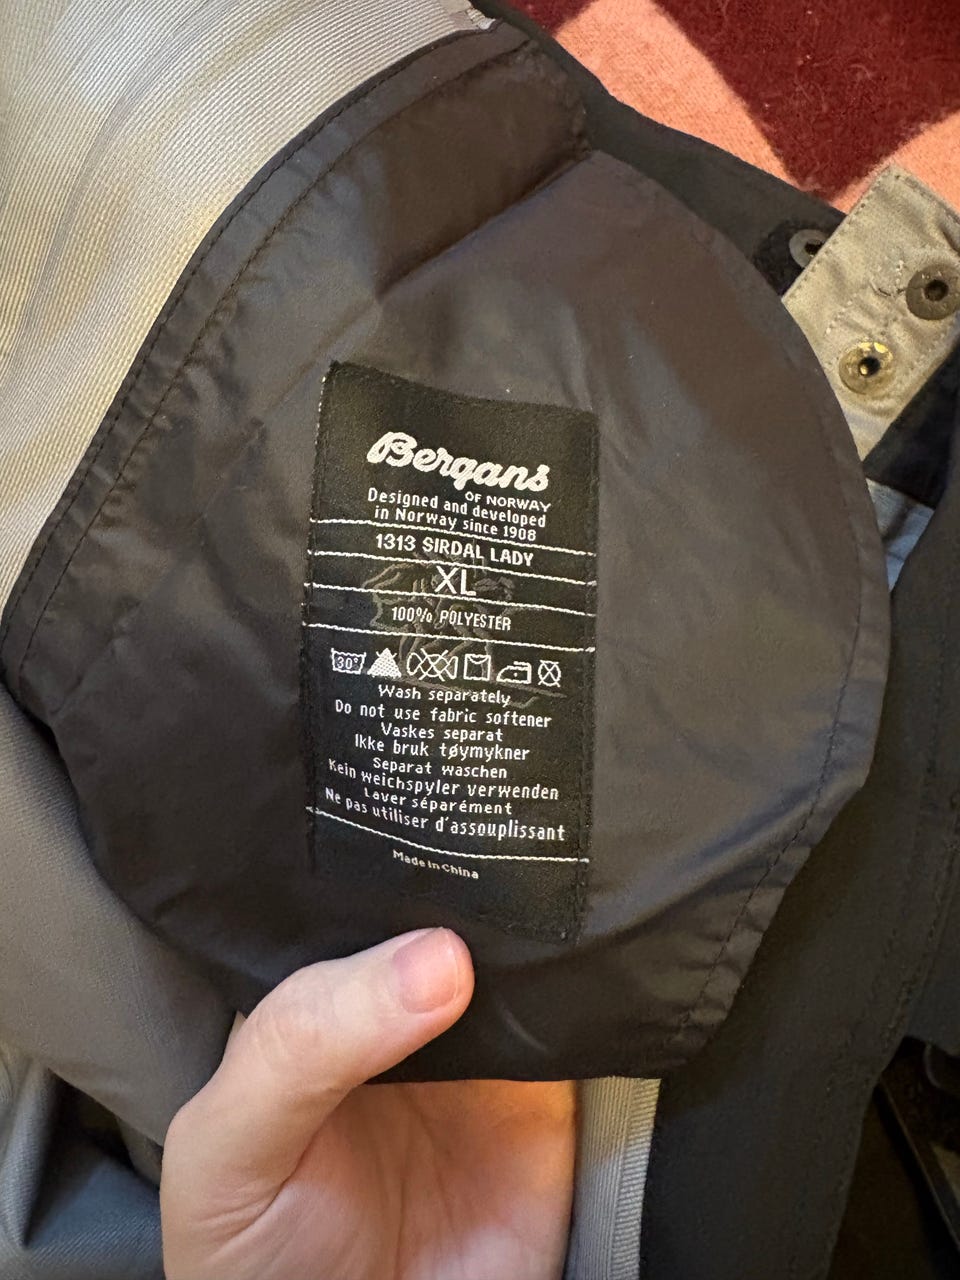 Bergans
OF NORWAY
Designed and developed
in Norway since 1908
1313 SIRDAL LADY
XL
100% POLYESTER
30°
Wash separately
Do not use fabric softener
Vaskes separat
Ikke bruk tøymykner
Separat waschen
Kein weichspyler verwenden
Laver séparément
Ne pas utiliser d'assouplissant
Made in China